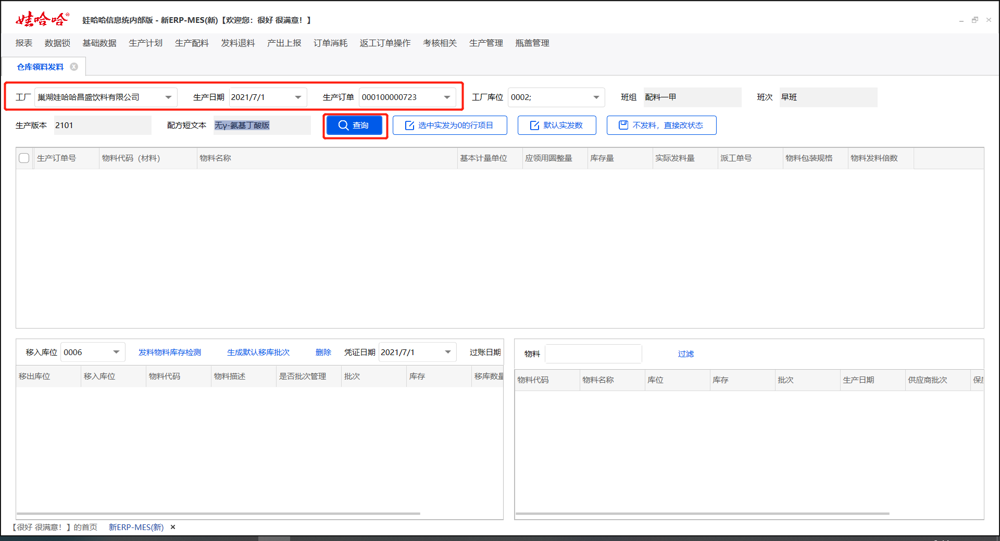 娃哈哈®
娃哈哈信息统内部版 - 新ERP-MES(新)【欢迎您：很好 很满意！】
报表 数据锁 基础数据 生产计划 生产配料 发料退料 产出上报 订单消耗 返工订单操作 考核相关 生产管理 瓶盖管理
仓库领料发料
工厂 巢湖娃哈哈昌盛饮料有限公司 生产日期 2021/7/1 生产订单 000100000723 工厂库位 0002; 班组 配料一甲 班次 早班
生产版本 2101 配方短文本 无γ-氨基丁酸版 查询 选中实发为0的行项目 默认实发数 不发料，直接改状态
生产订单号 物料代码（材料） 物料名称 基本计量单位 应领用圆整量 库存量 实际发料量 派工单号 物料包装规格 物料发料倍数
移入库位 0006 发料物料库存检测 生成默认移库批次 删除 凭证日期 2021/7/1 过账日期
移出库位 移入库位 物料代码 物料描述 是否批次管理 批次 库存 移库数量
物料 过滤
物料代码 物料名称 库位 库存 批次 生产日期 供应商批次
【很好 很满意！】的首页 新ERP-MES(新)